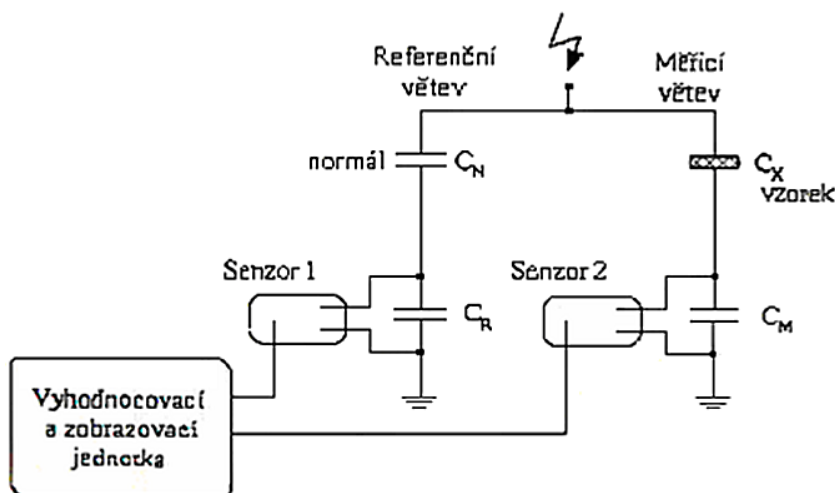 Referenční
větev
Měřicí
větev
normál
C_N
C_X
vzorek
Senzor 1
Senzor 2
C_R
C_M
Vyhodnocovací
a zobrazovací
jednotka